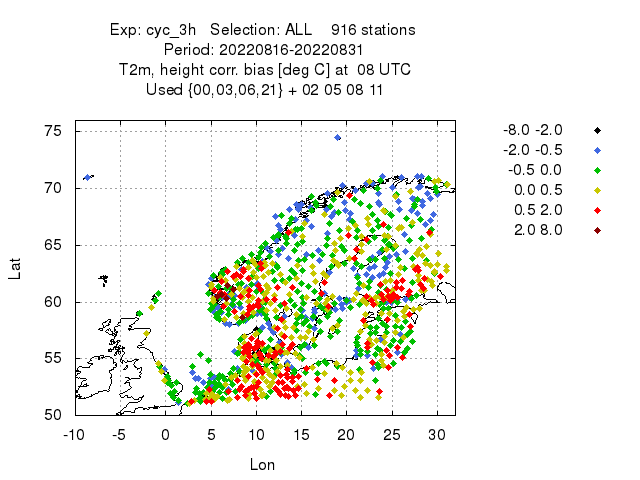 Exp: cyc_3h   Selection: ALL    916 stations
Period: 20220816-20220831
T2m, height corr. bias [deg C] at  08 UTC
Used {00,03,06,21} + 02 05 08 11
-8.0 -2.0
-2.0 -0.5
-0.5 0.0
0.0 0.5
0.5 2.0
2.0 8.0
75
70
65
60
55
50
Lat
-10 -5 0 5 10 15 20 25 30
Lon